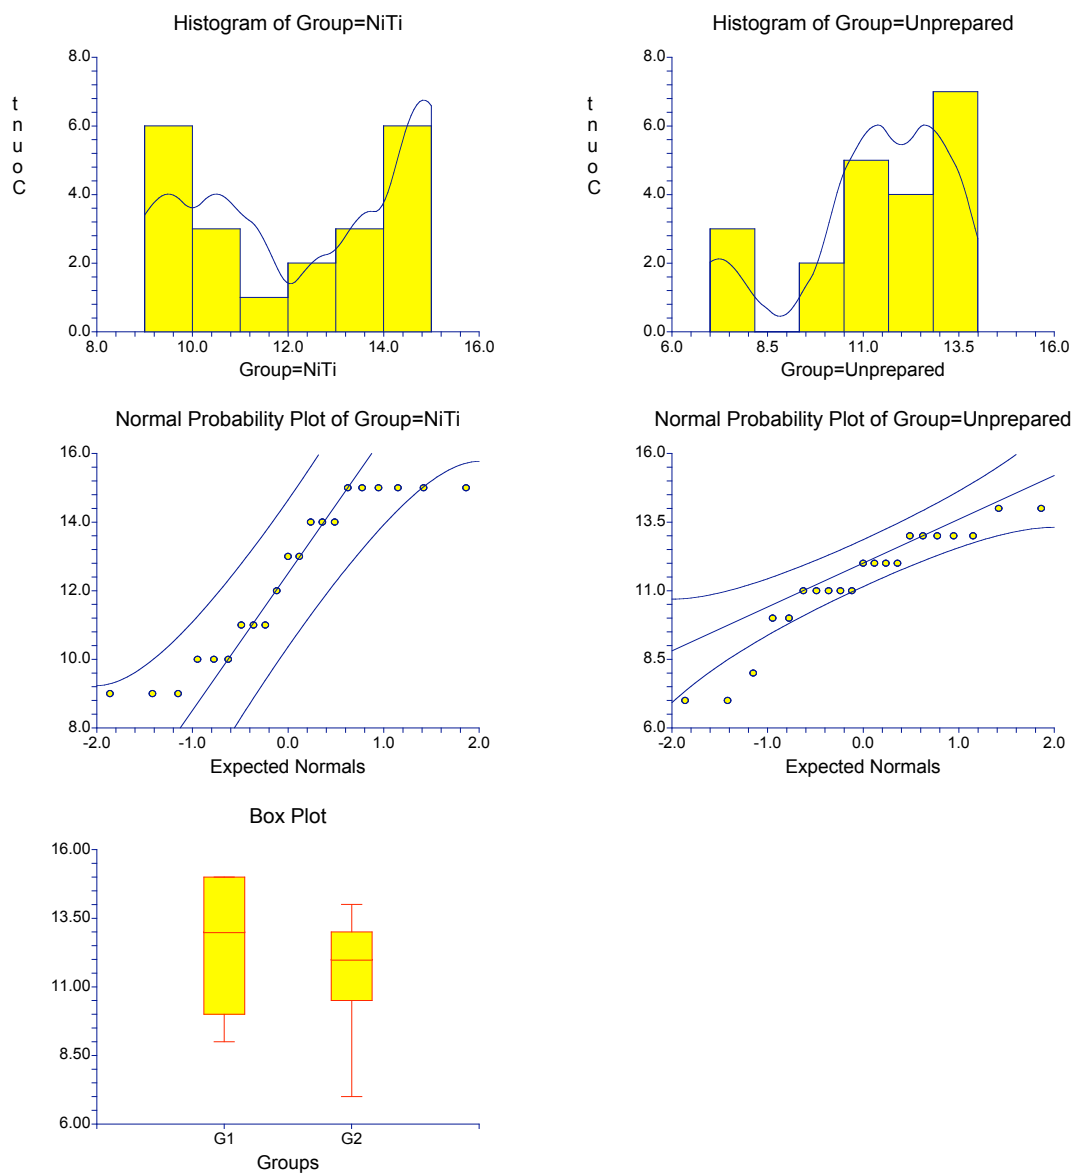 Histogram of Group=NiTi
8.0
6.0
4.0
2.0
0.0
t
n
u
o
C
8.0 10.0 12.0 14.0 16.0
Group=NiTi
Histogram of Group=Unprepared
8.0
6.0
4.0
2.0
0.0
t
n
u
o
C
6.0 8.5 11.0 13.5 16.0
Group=Unprepared
Normal Probability Plot of Group=NiTi
16.0
14.0
12.0
10.0
8.0
-2.0 -1.0 0.0 1.0 2.0
Expected Normals
Normal Probability Plot of Group=Unprepared
16.0
13.5
11.0
8.5
6.0
-2.0 -1.0 0.0 1.0 2.0
Expected Normals
Box Plot
16.00
13.50
11.00
8.50
6.00
G1 G2
Groups